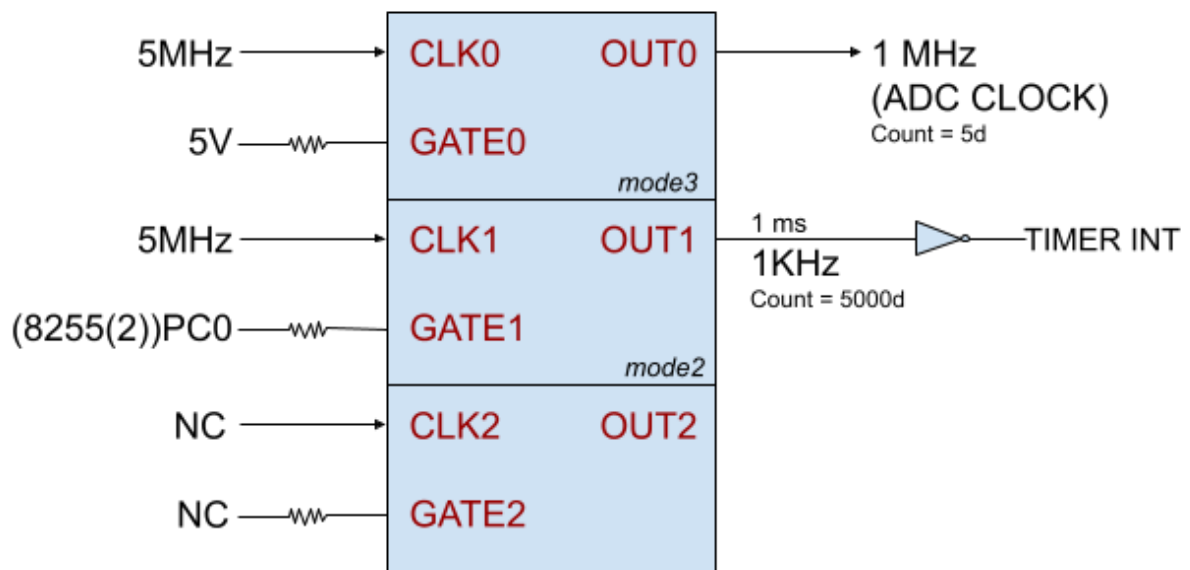 5MHz
CLK0
OUT0
1 MHz
(ADC CLOCK)
Count = 5d
5V
GATE0
mode3
5MHz
CLK1
OUT1
1 ms
1KHz
Count = 5000d
TIMER INT
(8255(2))PC0
GATE1
mode2
NC
CLK2
OUT2
NC
GATE2